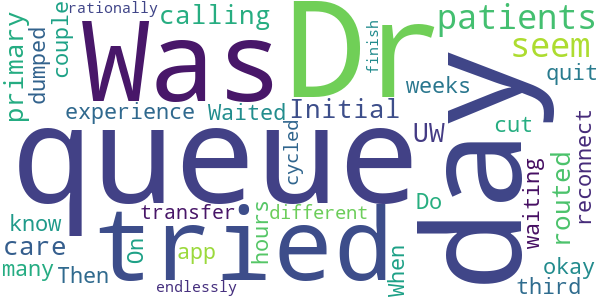 rationally
calling
couple
primary
dumped
Was
Dr
finish
patients
seem
quit
weeks
experience
Waited
Initial
UW
cut
queue
day
cycled
reconnect
waiting
routed
know
care
many
Then
On
transfer
app
hours
different
tried
endlessly
When
Do
okay
third